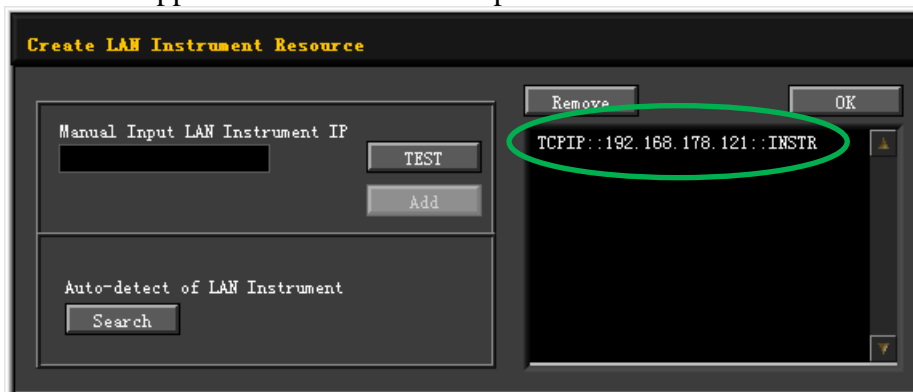 Create LAN Instrument Resource
Manual Input LAN Instrument IP
TEST
Add
Auto-detect of LAN Instrument
Search
Remove
OK
TCPIP::192.168.178.121::INSTR